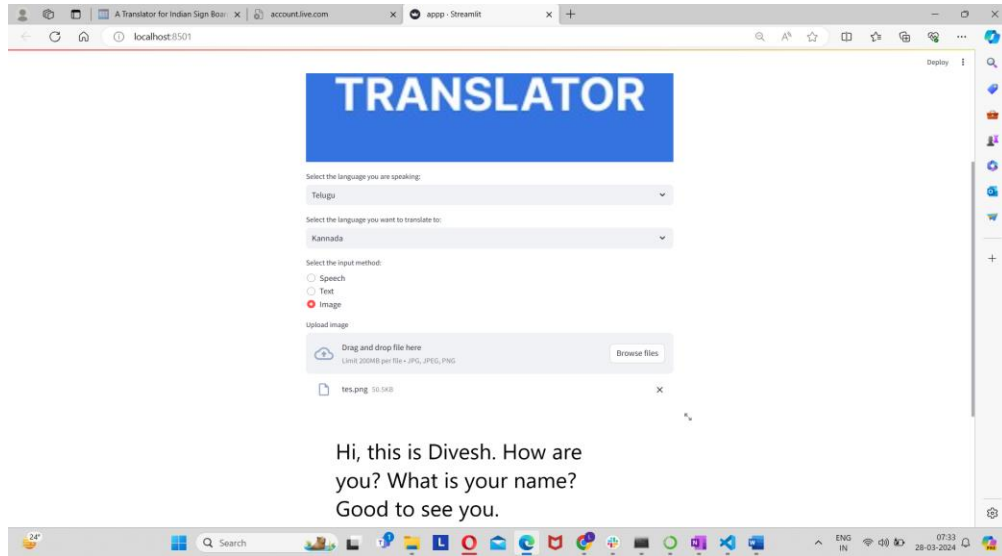 A Translator for Indian Sign Boar
account.live.com
appp · Streamlit
localhost:8501
Deploy
TRANSLATOR
Select the language you are speaking:
Telugu
Select the language you want to translate to:
Kannada
Select the input method:
Speech
Text
Image
Upload image
Drag and drop file here
Limit 200MB per file • JPG, JPEG, PNG
Browse files
tes.png 50.5KB
Hi, this is Divesh. How are
you? What is your name?
Good to see you.
24°
Search
ENG
IN
07:33
28-03-2024